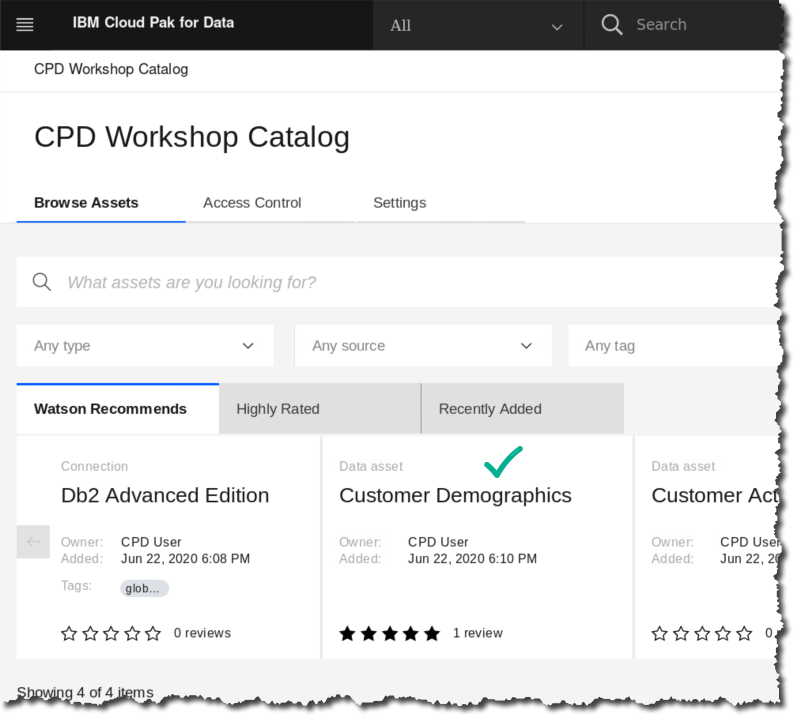 IBM Cloud Pak for Data All Search
CPD Workshop Catalog
CPD Workshop Catalog
Browse Assets Access Control Settings
What assets are you looking for?
Any type Any source Any tag
Watson Recommends Highly Rated Recently Added
Connection
Db2 Advanced Edition
Owner: CPD User
Added: Jun 22, 2020 6:08 PM
Tags: glob...
0 reviews
Data asset
Customer Demographics
Owner: CPD User
Added: Jun 22, 2020 6:10 PM
1 review
Data asset
Customer Act
Owner: CPD User
Added: Jun 22, 20
0
Showing 4 of 4 items